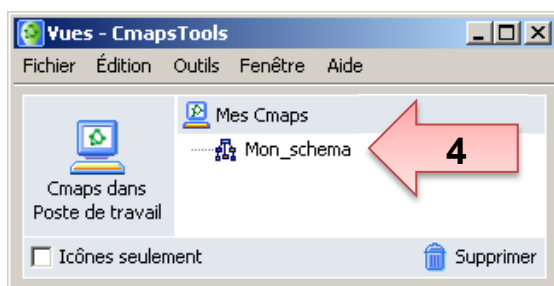 Vues - CmapsTools
Fichier Édition Outils Fenêtre Aide
Mes Cmaps
Mon_schema
4
Cmaps dans
Poste de travail
Icônes seulement
Supprimer